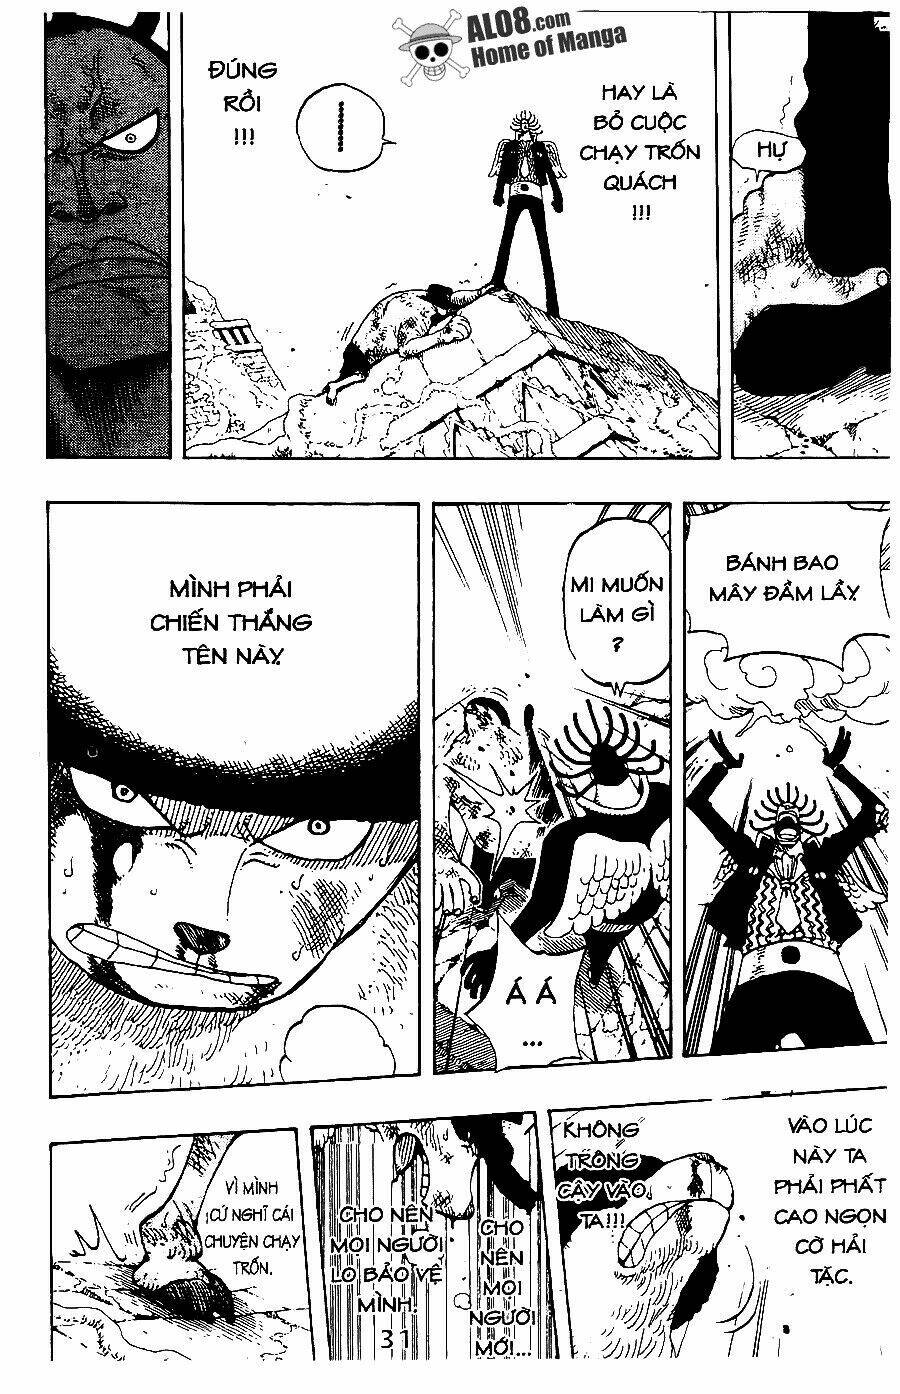 AL08.com
Home of Manga
HỰ
HAY LÀ
BỎ CUỘC
CHẠY TRỐN
QUÁCH
!!!
ĐÚNG
RỒI
!!!
BÁNH BAO
MÂY ĐẦM LẦY.
MI MUỐN
LÀM GÌ
?
Á Á
...
MÌNH PHẢI
CHIẾN THẮNG
TÊN NÀY.
VÀO LÚC
NÀY TA
PHẢI PHẤT
CAO NGỌN
CỜ HẢI
TẶC.
KHÔNG
TRÔNG
CẬY VÀO
TA!!!
CHO
NÊN
MỌI
NGƯỜI
MỚI...
CHO NÊN
MỌI NGƯỜI
LO BẢO VỆ
MÌNH.
VÌ MÌNH
CỨ NGHĨ CÁI
CHUYỆN CHẠY
TRỐN.
31